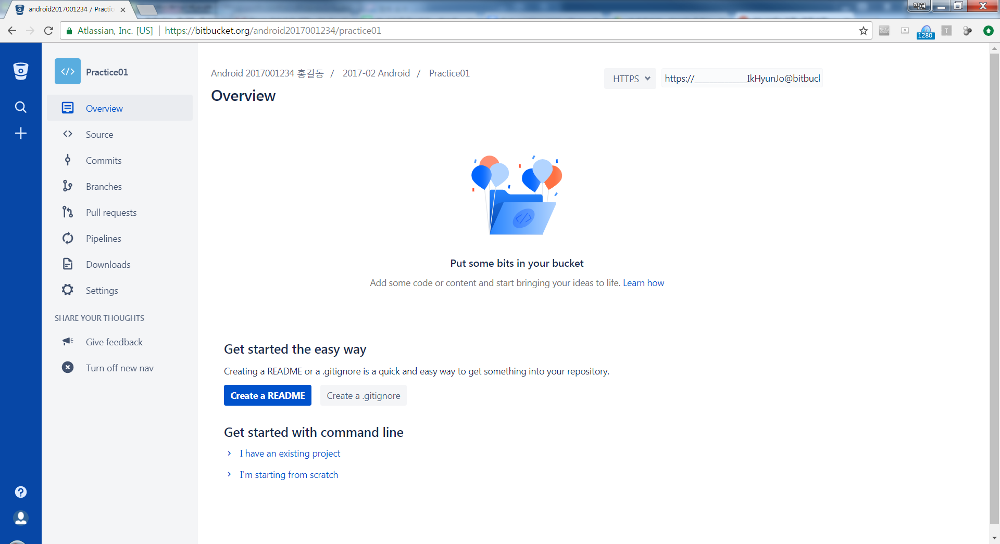 android2017001234 / Practic
익현
Atlassian, Inc. [US]
https://bitbucket.org/android2017001234/practice01
1280
T
Practice01
Overview
Source
Commits
Branches
Pull requests
Pipelines
Downloads
Settings
SHARE YOUR THOUGHTS
Give feedback
Turn off new nav
Android 2017001234 홍길동 / 2017-02 Android / Practice01
HTTPS
https://______________IkHyunJo@bitbucl
Overview
Put some bits in your bucket
Add some code or content and start bringing your ideas to life. Learn how
Get started the easy way
Creating a README or a .gitignore is a quick and easy way to get something into your repository.
Create a README
Create a .gitignore
Get started with command line
I have an existing project
I'm starting from scratch